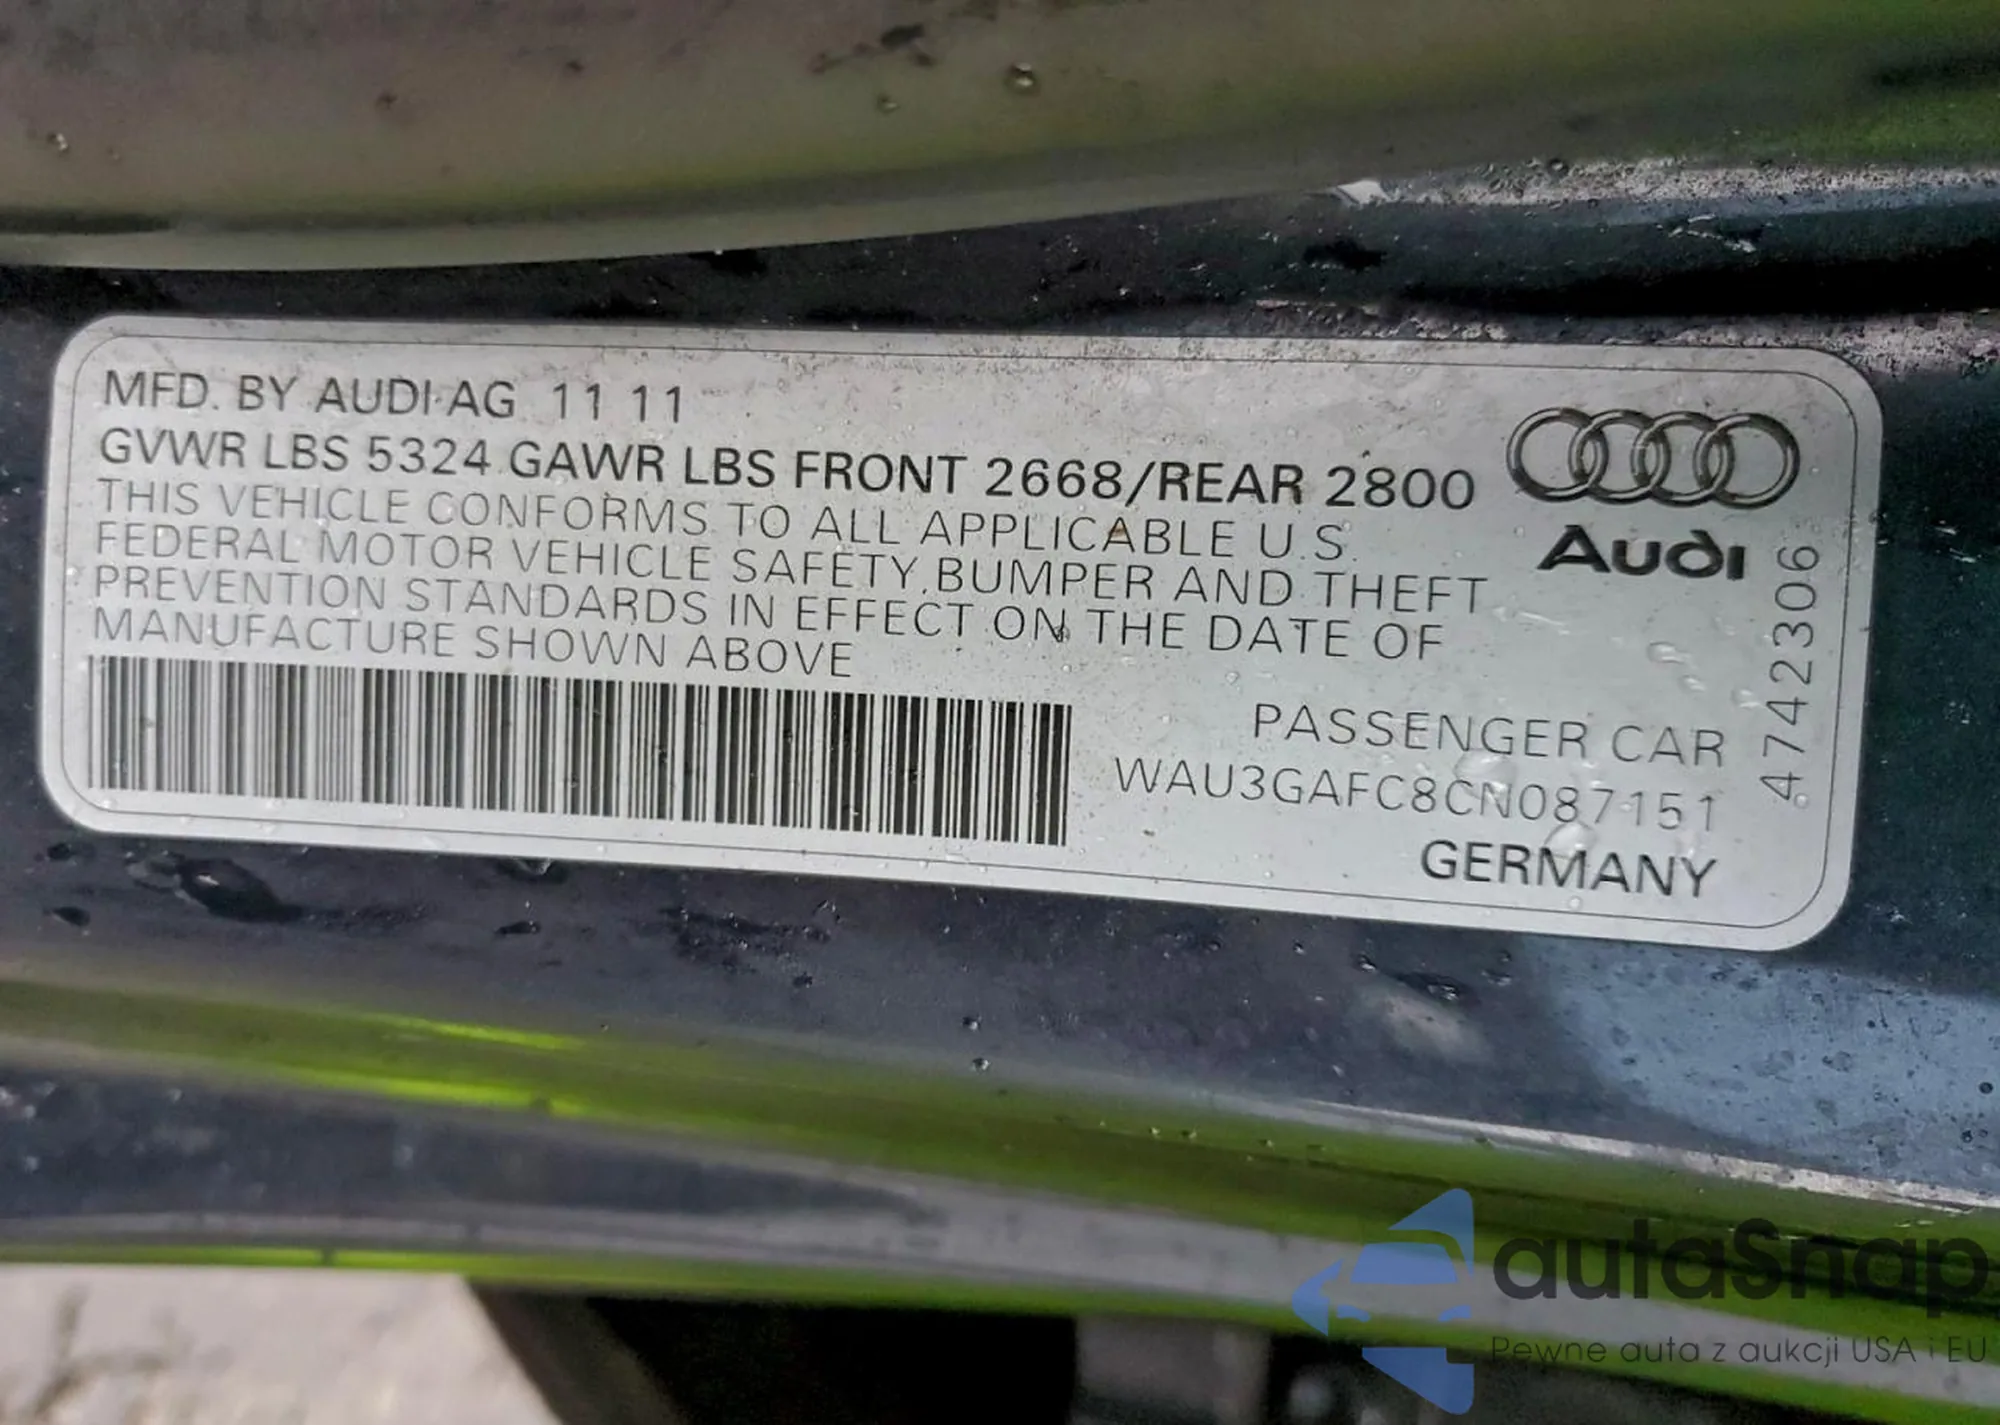 MFD. BY AUDI AG 11 11
GVWR LBS 5324 GAWR LBS FRONT 2668/REAR 2800
THIS VEHICLE CONFORMS TO ALL APPLICABLE U.S.
FEDERAL MOTOR VEHICLE SAFETY, BUMPER AND THEFT
PREVENTION STANDARDS IN EFFECT ON THE DATE OF
MANUFACTURE SHOWN ABOVE
Audi
4742306
PASSENGER CAR
WAU3GAFC8CN087151
GERMANY
autaSnap
Pewne auta z aukcji USA i EU